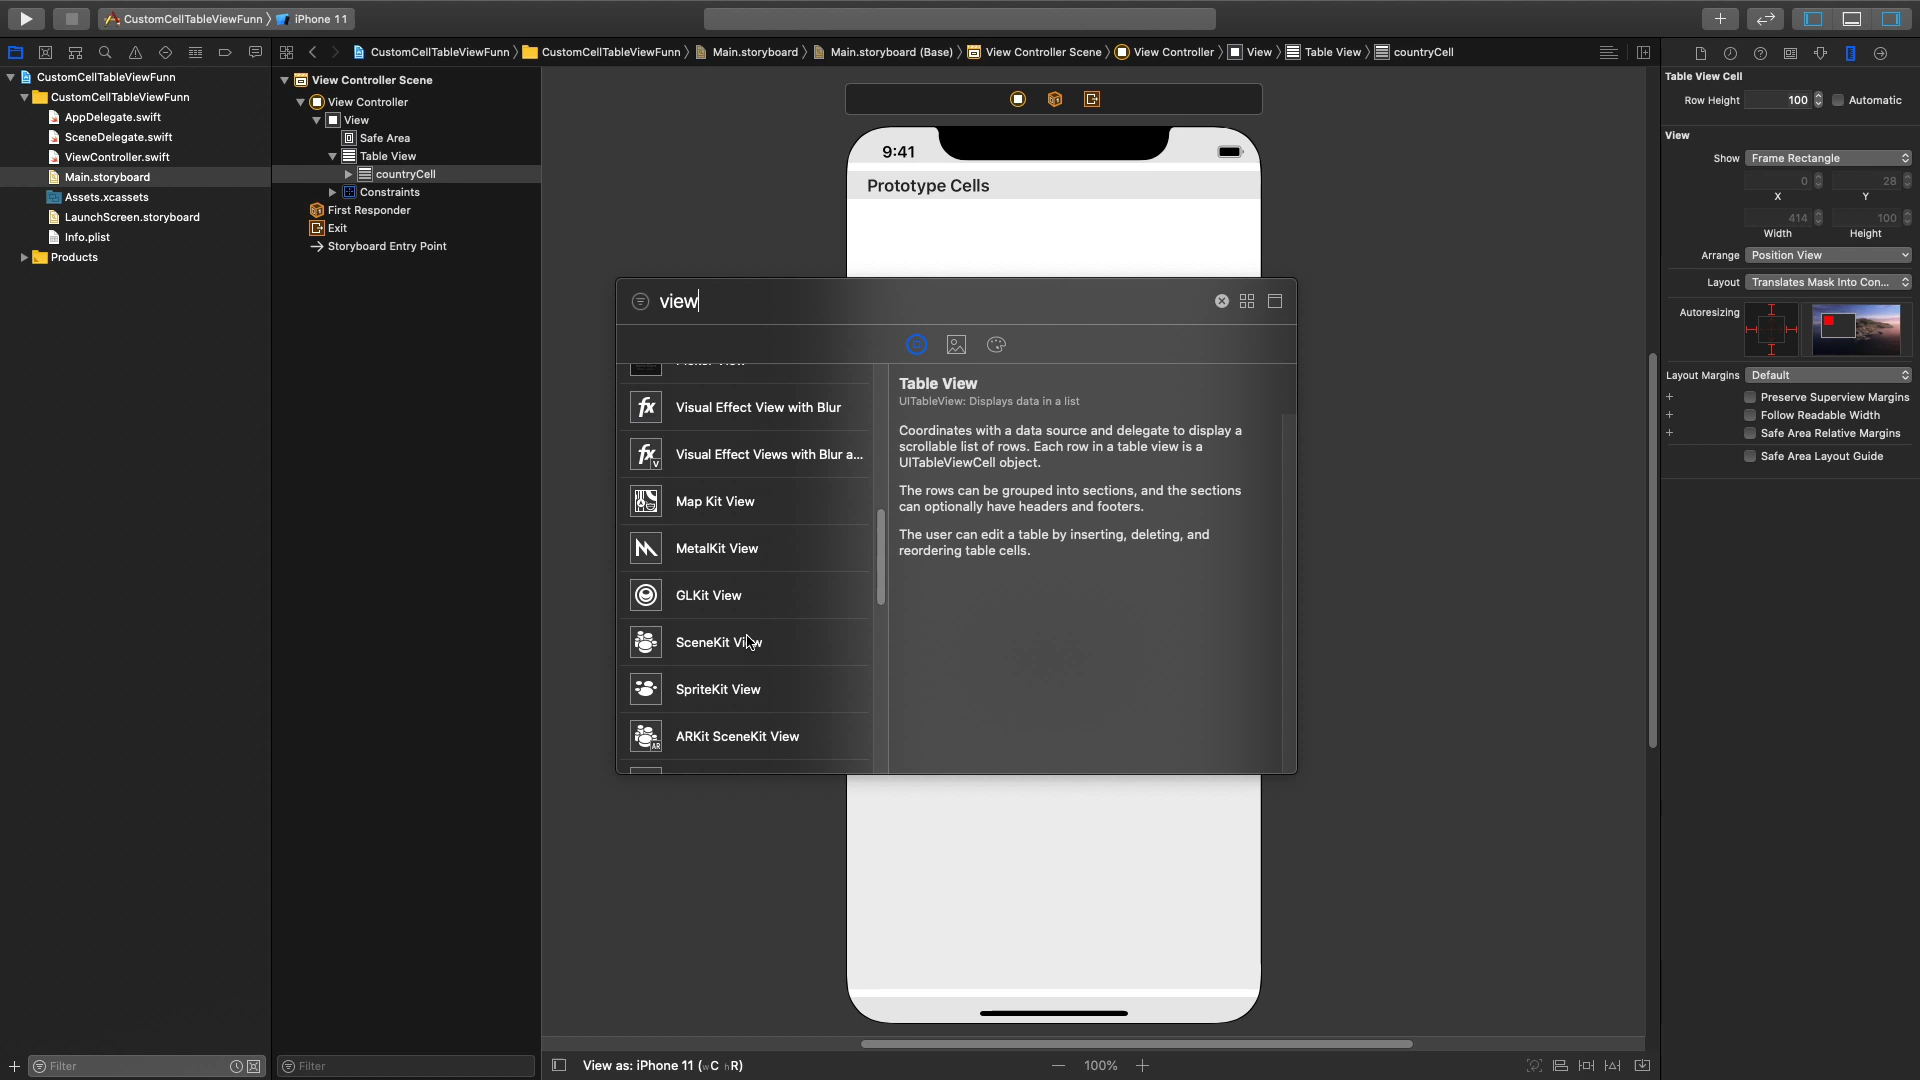 CustomCellTableViewFunn
iPhone 11
CustomCellTableViewFunn
CustomCellTableViewFunn
Main.storyboard
Main.storyboard (Base)
View Controller Scene
View Controller
View
Table View
countryCell
CustomCellTableViewFunn
CustomCellTableViewFunn
AppDelegate.swift
SceneDelegate.swift
ViewController.swift
Main.storyboard
Assets.xcassets
LaunchScreen.storyboard
Info.plist
Products
Filter
View Controller Scene
View Controller
View
Safe Area
Table View
countryCell
Constraints
First Responder
Exit
Storyboard Entry Point
Filter
9:41
Prototype Cells
view
Visual Effect View with Blur
Visual Effect Views with Blur a...
Map Kit View
MetalKit View
GLKit View
SceneKit View
SpriteKit View
ARKit SceneKit View
Table View
UITableView: Displays data in a list
Coordinates with a data source and delegate to display a
scrollable list of rows. Each row in a table view is a
UITableViewCell object.
The rows can be grouped into sections, and the sections
can optionally have headers and footers.
The user can edit a table by inserting, deleting, and
reordering table cells.
View as: iPhone 11 (wC hR)
100%
Table View Cell
Row Height 100 Automatic
View
Show Frame Rectangle
0 28
X Y
414 100
Width Height
Arrange Position View
Layout Translates Mask Into Con...
Autoresizing
Layout Margins Default
Preserve Superview Margins
Follow Readable Width
Safe Area Relative Margins
Safe Area Layout Guide